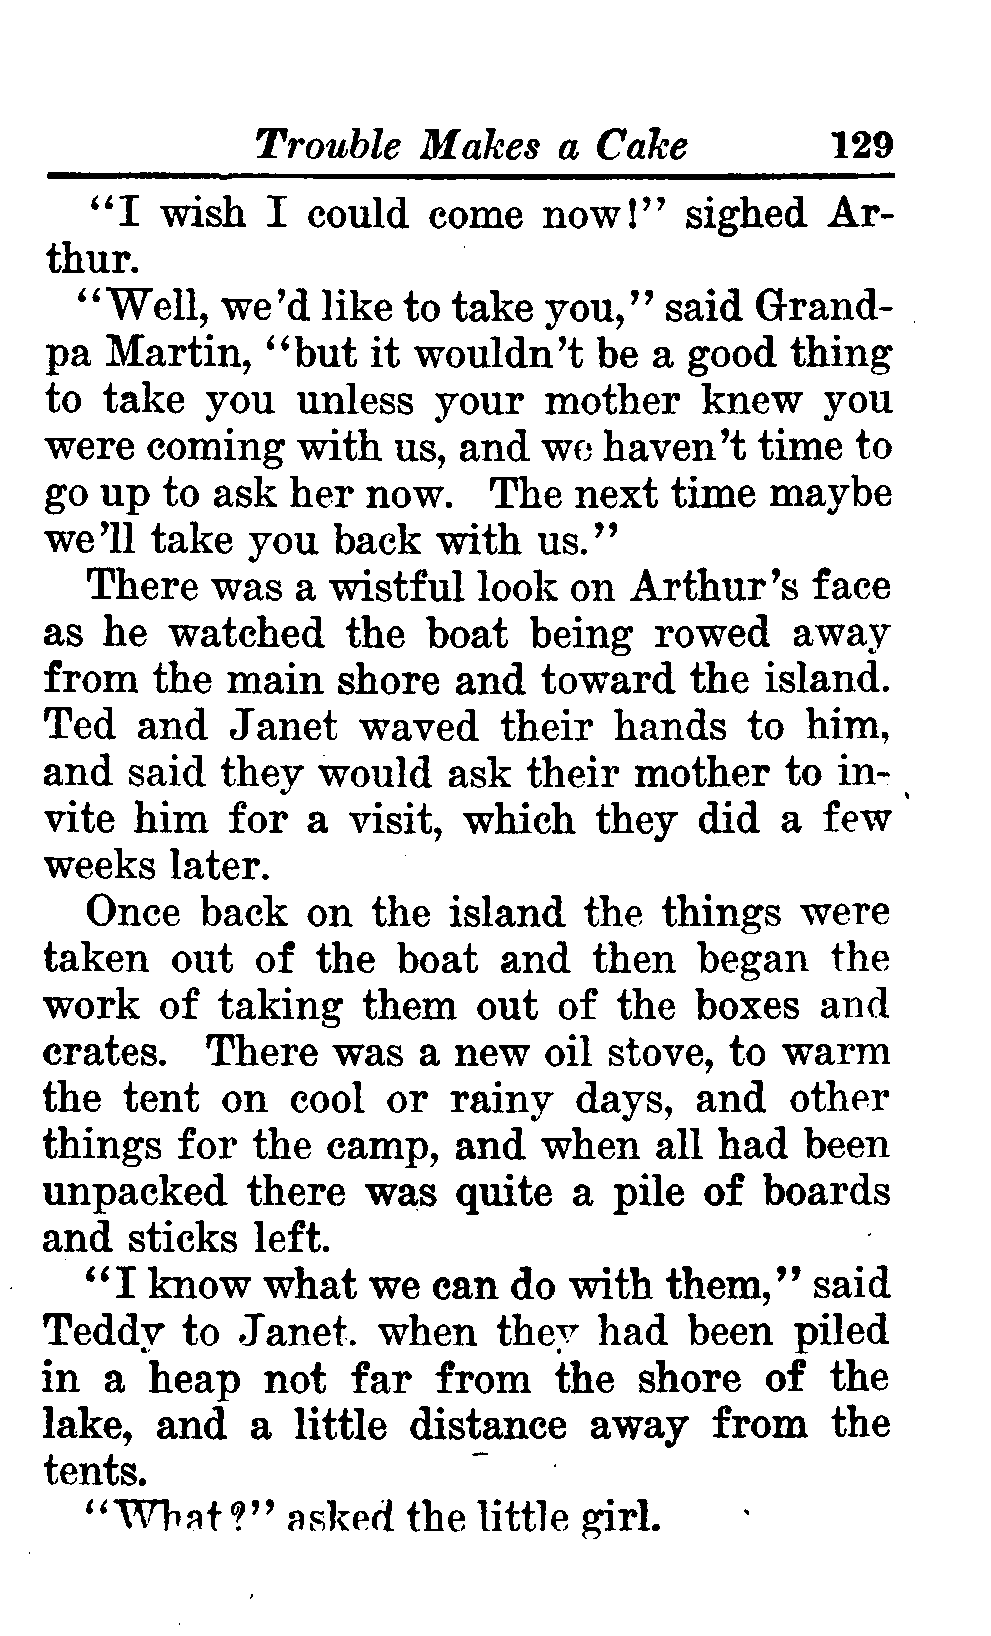 Trouble Makes a Cake 129
"I wish I could come now!" sighed Ar-
thur.
"Well, we'd like to take you," said Grand-
pa Martin, "but it wouldn't be a good thing
to take you unless your mother knew you
were coming with us, and we haven't time to
go up to ask her now. The next time maybe
we'll take you back with us."
There was a wistful look on Arthur's face
as he watched the boat being rowed away
from the main shore and toward the island.
Ted and Janet waved their hands to him,
and said they would ask their mother to in-
vite him for a visit, which they did a few
weeks later.
Once back on the island the things were
taken out of the boat and then began the
work of taking them out of the boxes and
crates. There was a new oil stove, to warm
the tent on cool or rainy days, and other
things for the camp, and when all had been
unpacked there was quite a pile of boards
and sticks left.
"I know what we can do with them," said
Teddy to Janet. when they had been piled
in a heap not far from the shore of the
lake, and a little distance away from the
tents.
"What?" asked the little girl.